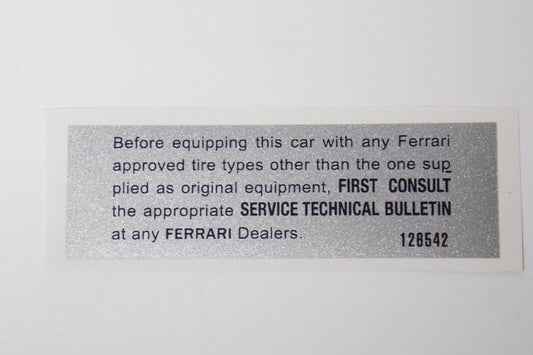 Before equipping this car with any Ferrari
approved tire types other than the one sup
plied as original equipment, FIRST CONSULT
the appropriate SERVICE TECHNICAL BULLETIN
at any FERRARI Dealers.
128542